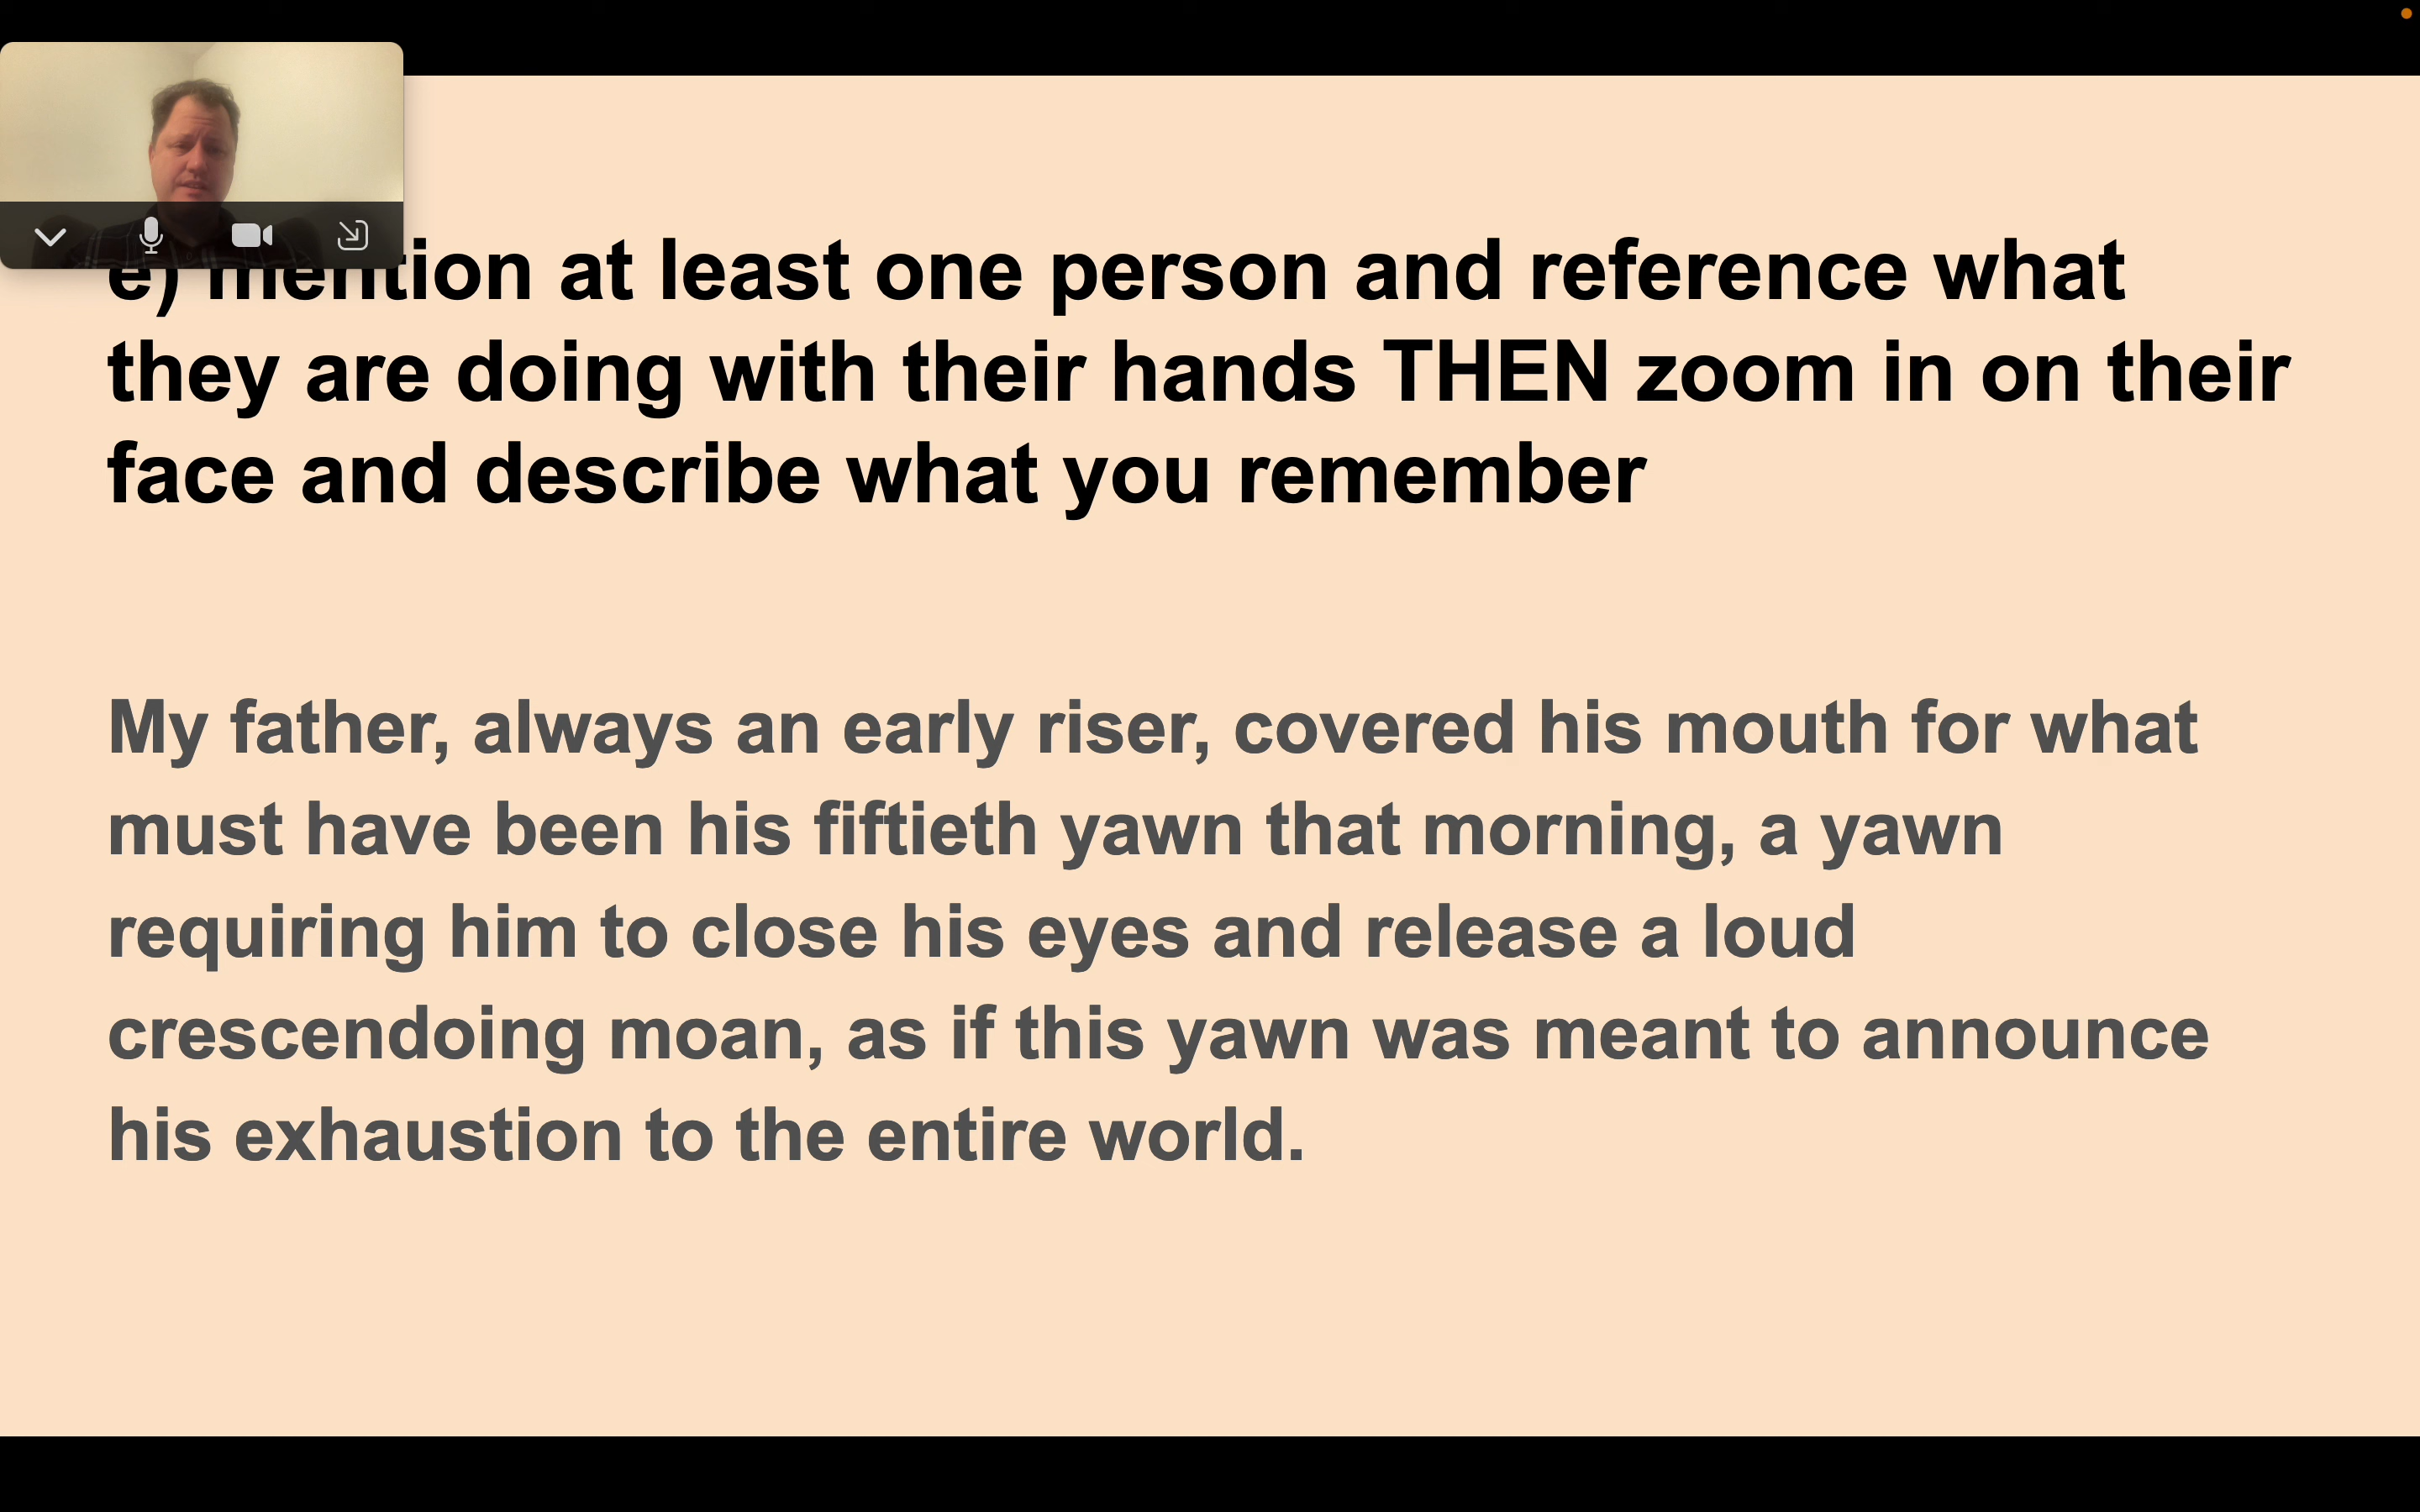 e) mention at least one person and reference what
they are doing with their hands THEN zoom in on their
face and describe what you remember
My father, always an early riser, covered his mouth for what
must have been his fiftieth yawn that morning, a yawn
requiring him to close his eyes and release a loud
crescendoing moan, as if this yawn was meant to announce
his exhaustion to the entire world.